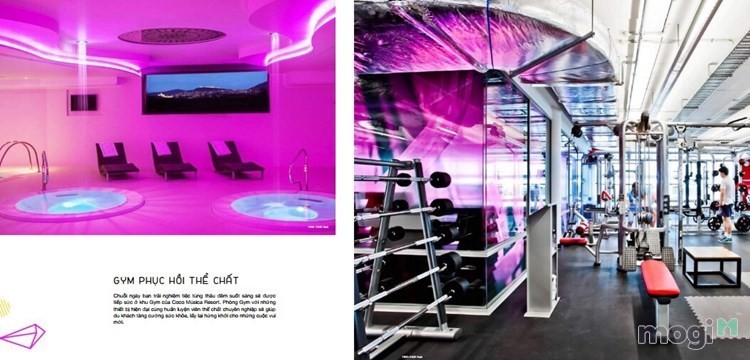 GYM PHỤC HỒI THỂ CHẤT
Chuỗi ngày bạn trải nghiệm tiệc tùng thâu đêm suốt sáng sẽ được
tiếp sức ở khu Gym của Coco Musica Resort. Phòng Gym với những
thiết bị hiện đại cùng huấn luyện viên thể chất chuyên nghiệp sẽ giúp
du khách tăng cường sức khỏe, lấy lại hứng khởi cho những cuộc vui
mới.
mogiM